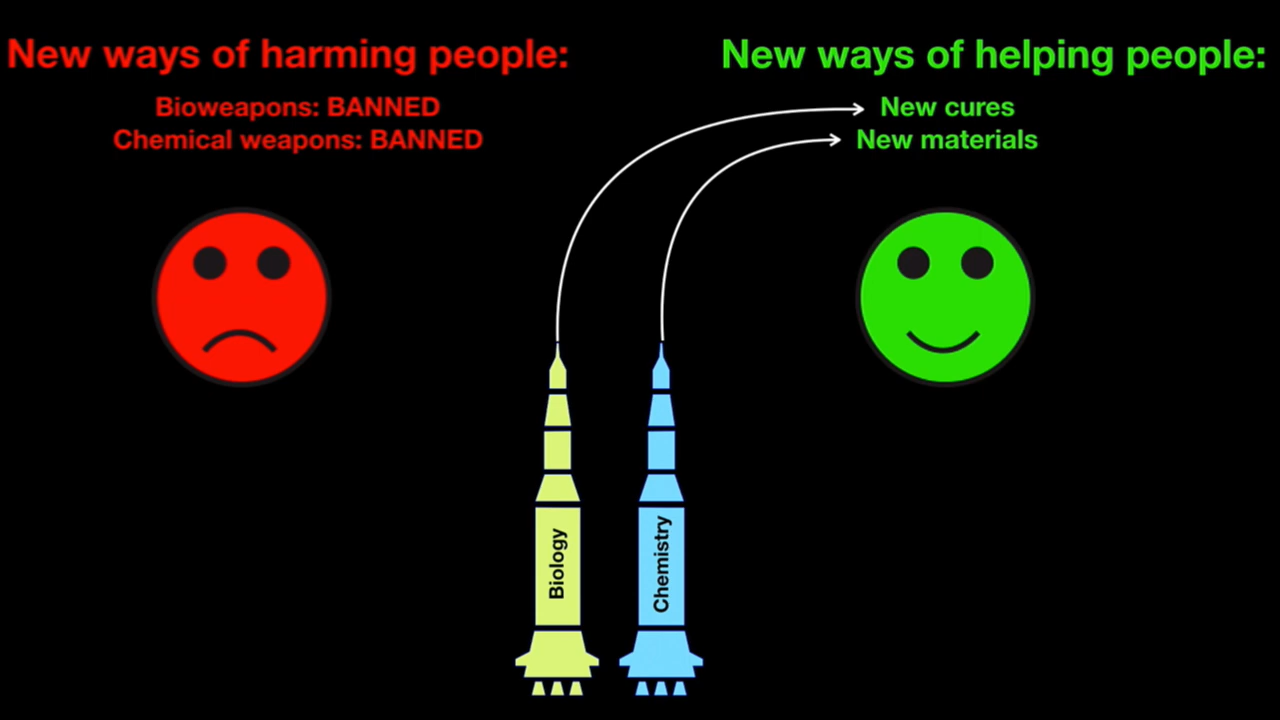 New ways of harming people:
Bioweapons: BANNED
Chemical weapons: BANNED
New ways of helping people:
New cures
New materials
Biology
Chemistry